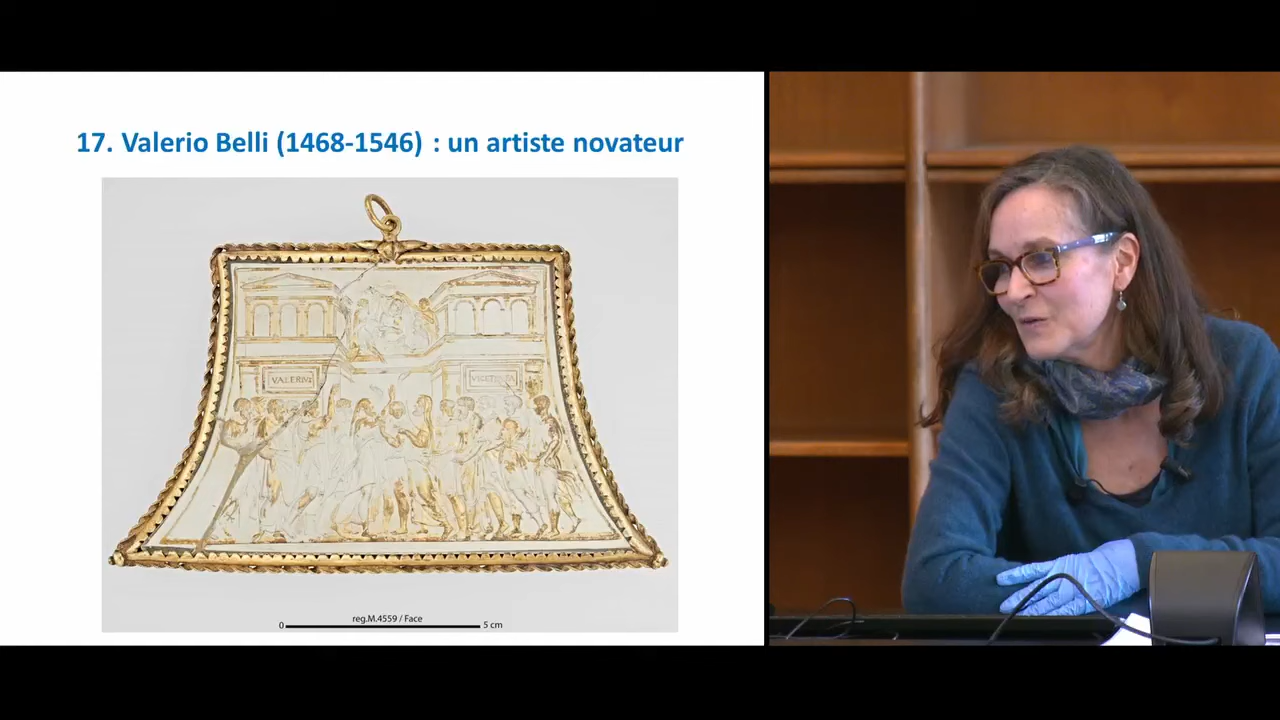 17. Valerio Belli (1468-1546) : un artiste novateur
VALERIVS
reg.M.4559 / Face
0
5 cm